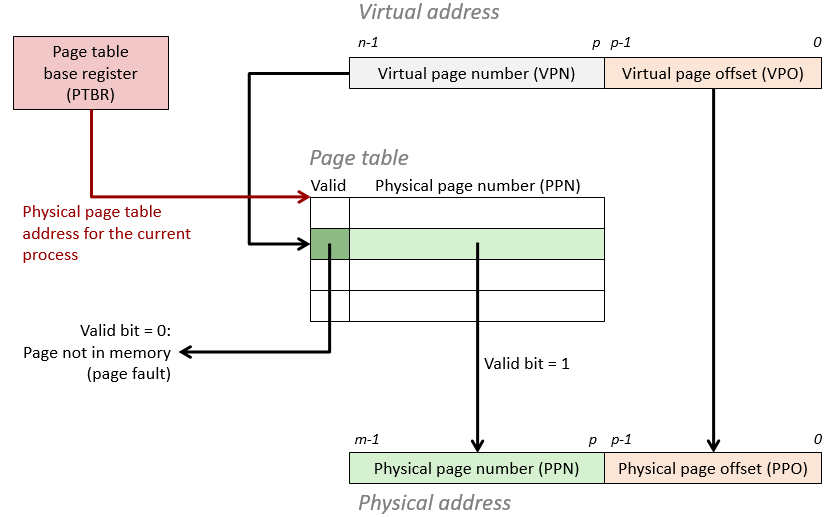 Virtual address
n-1 p p-1 0
Page table
base register
(PTBR)
Virtual page number (VPN) Virtual page offset (VPO)
Page table
Valid Physical page number (PPN)
Physical page table
address for the current
process
Valid bit = 0:
Page not in memory
(page fault)
Valid bit = 1
m-1 p p-1 0
Physical page number (PPN) Physical page offset (PPO)
Physical address